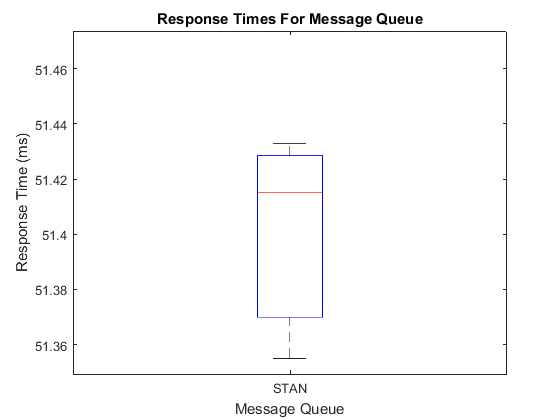 Response Times For Message Queue
Response Time (ms)
51.46
51.44
51.42
51.4
51.38
51.36
STAN
Message Queue